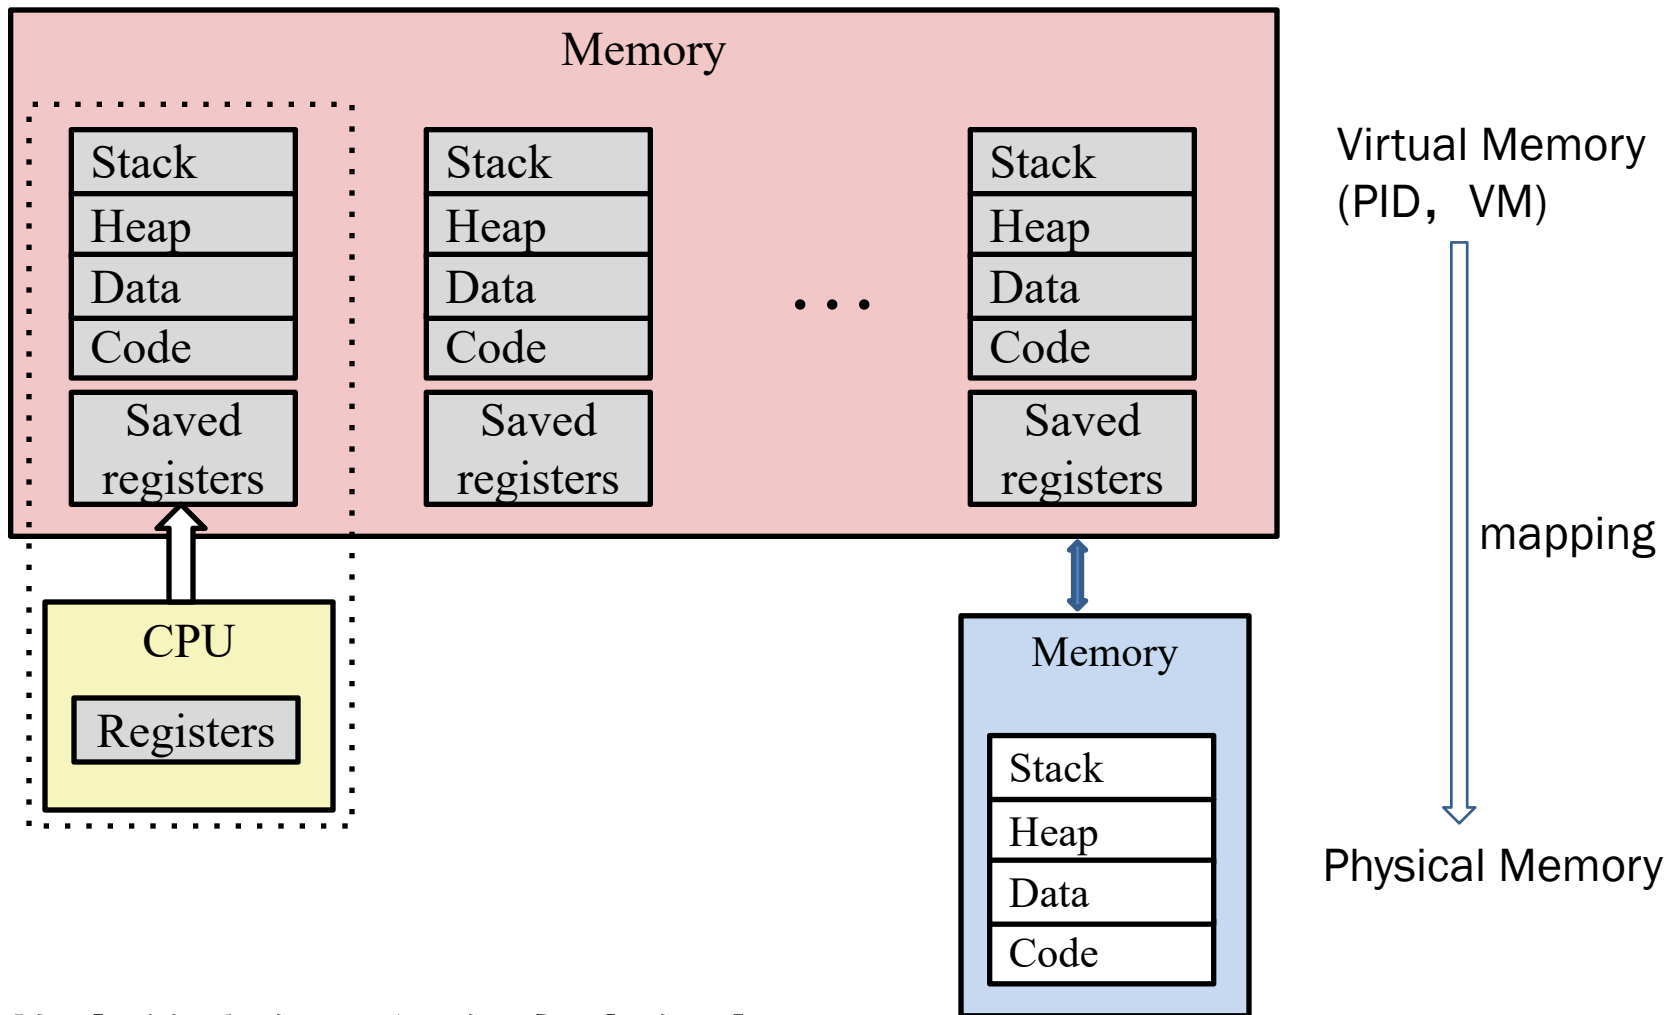 Memory
Stack
Heap
Data
Code
Saved
registers
Stack
Heap
Data
Code
Saved
registers
...
Stack
Heap
Data
Code
Saved
registers
CPU
Registers
Memory
Stack
Heap
Data
Code
Virtual Memory
(PID，VM)
mapping
Physical Memory